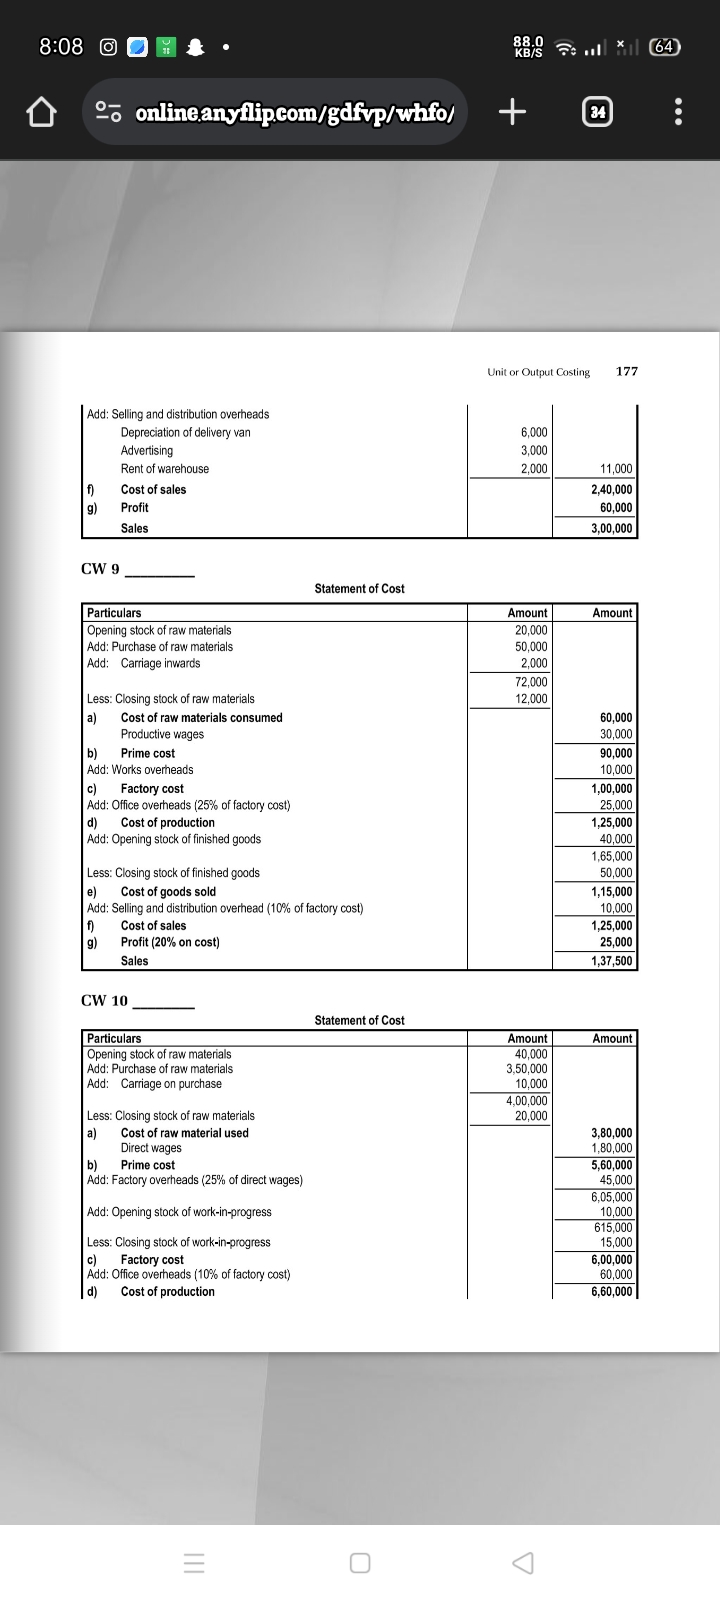 8:08
88.0 KB/S
64
online.anyflip.com/gdfvp/whfo/
34
Unit or Output Costing 177
Add: Selling and distribution overheads
Depreciation of delivery van 6,000
Advertising 3,000
Rent of warehouse 2,000 11,000
f) Cost of sales 2,40,000
g) Profit 60,000
Sales 3,00,000
CW 9
Statement of Cost
Particulars Amount Amount
Opening stock of raw materials 20,000
Add: Purchase of raw materials 50,000
Add: Carriage inwards 2,000
72,000
Less: Closing stock of raw materials 12,000
a) Cost of raw materials consumed 60,000
Productive wages 30,000
b) Prime cost 90,000
Add: Works overheads 10,000
c) Factory cost 1,00,000
Add: Office overheads (25% of factory cost) 25,000
d) Cost of production 1,25,000
Add: Opening stock of finished goods 40,000
1,65,000
Less: Closing stock of finished goods 50,000
e) Cost of goods sold 1,15,000
Add: Selling and distribution overhead (10% of factory cost) 10,000
f) Cost of sales 1,25,000
g) Profit (20% on cost) 25,000
Sales 1,37,500
CW 10
Statement of Cost
Particulars Amount Amount
Opening stock of raw materials 40,000
Add: Purchase of raw materials 3,50,000
Add: Carriage on purchase 10,000
4,00,000
Less: Closing stock of raw materials 20,000
a) Cost of raw material used 3,80,000
Direct wages 1,80,000
b) Prime cost 5,60,000
Add: Factory overheads (25% of direct wages) 45,000
6,05,000
Add: Opening stock of work-in-progress 10,000
615,000
Less: Closing stock of work-in-progress 15,000
c) Factory cost 6,00,000
Add: Office overheads (10% of factory cost) 60,000
d) Cost of production 6,60,000